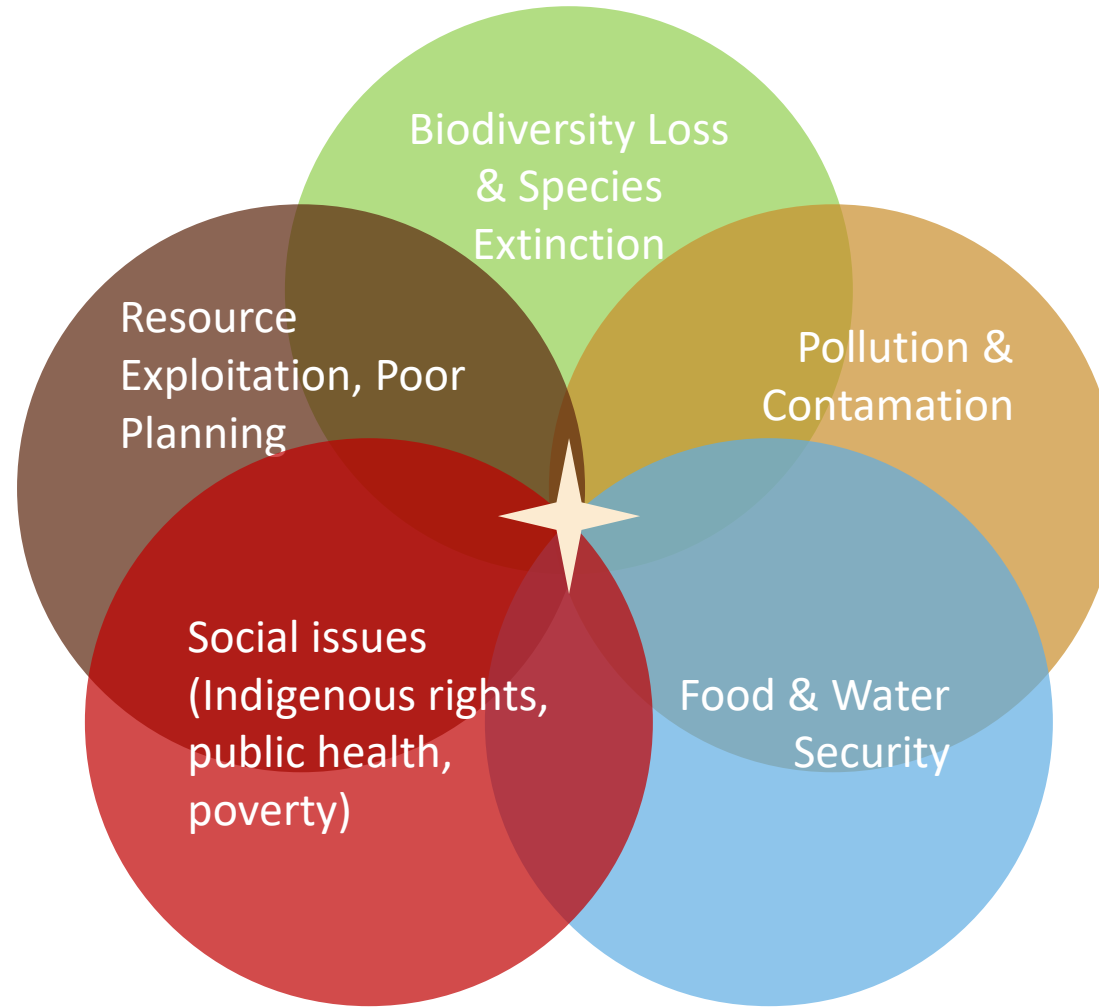 Biodiversity Loss
& Species
Extinction
Resource
Exploitation, Poor
Planning
Pollution &
Contamation
Social issues
(Indigenous rights,
public health,
poverty)
Food & Water
Security